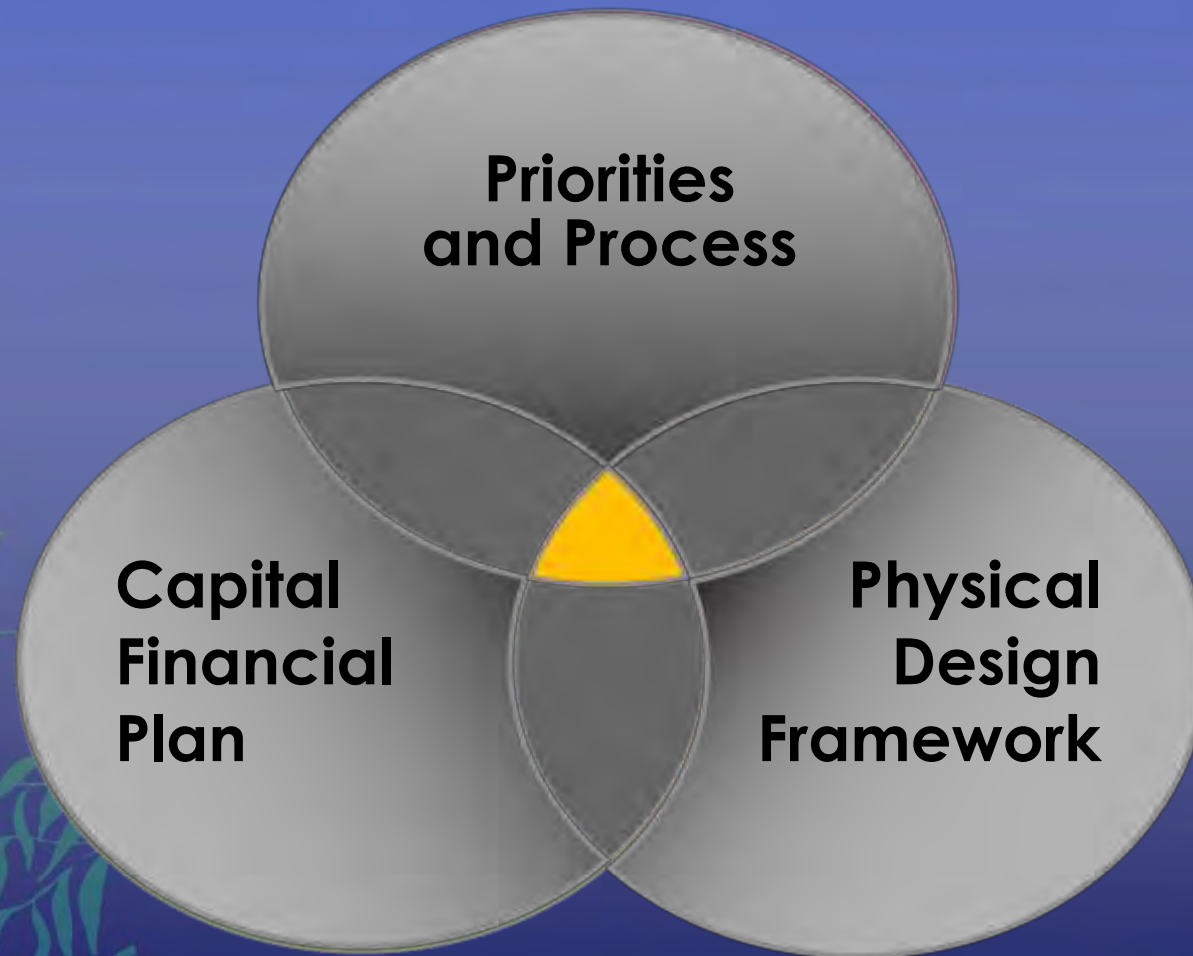 Priorities
and Process
Capital
Financial
Plan
Physical
Design
Framework